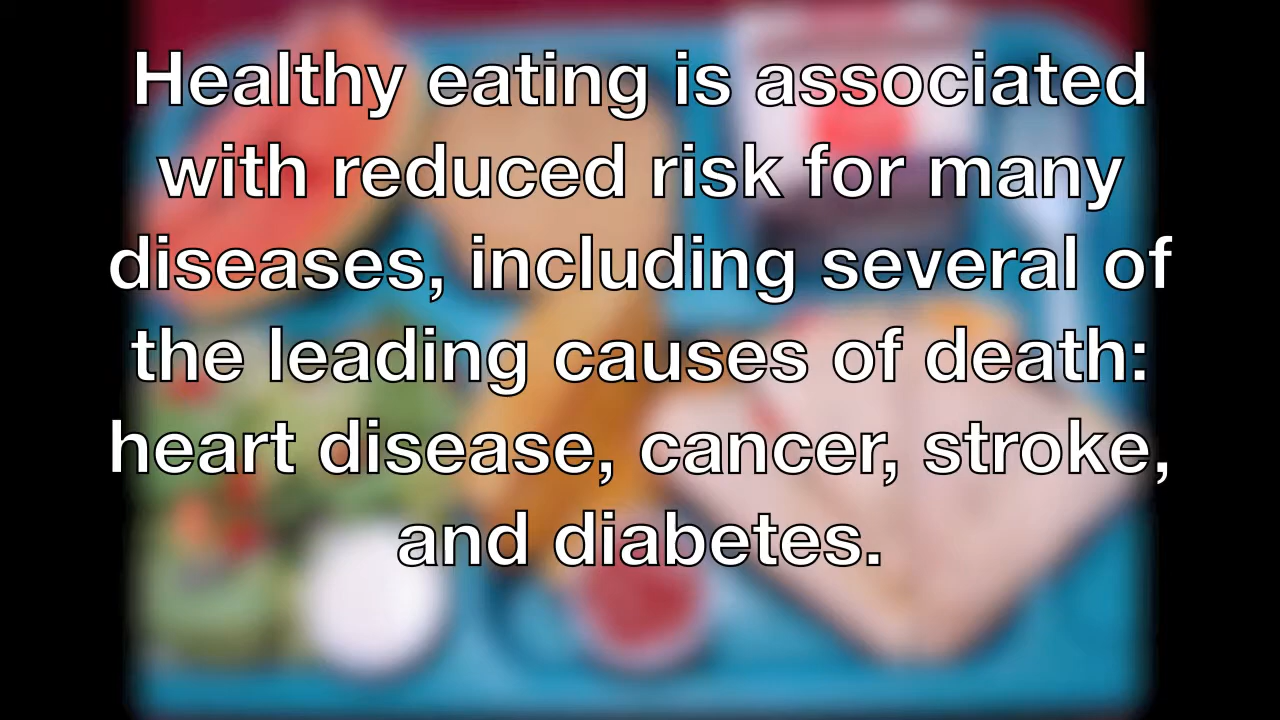 Healthy eating is associated
with reduced risk for many
diseases, including several of
the leading causes of death:
heart disease, cancer, stroke,
and diabetes.